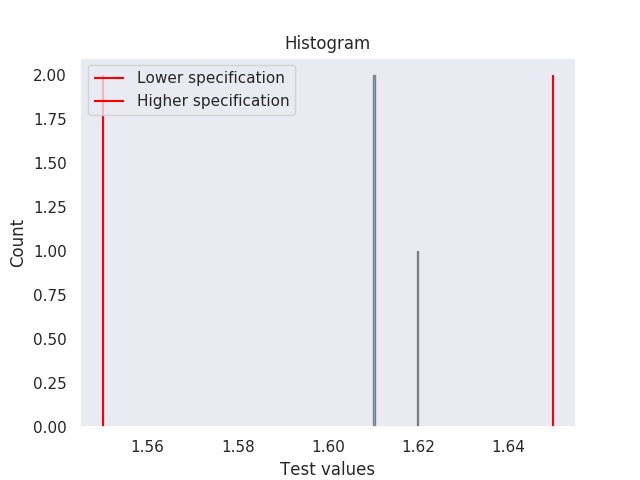 Histogram
Lower specification
Higher specification
2.00
1.75
1.50
1.25
1.00
0.75
0.50
0.25
0.00
Count
1.56 1.58 1.60 1.62 1.64
Test values